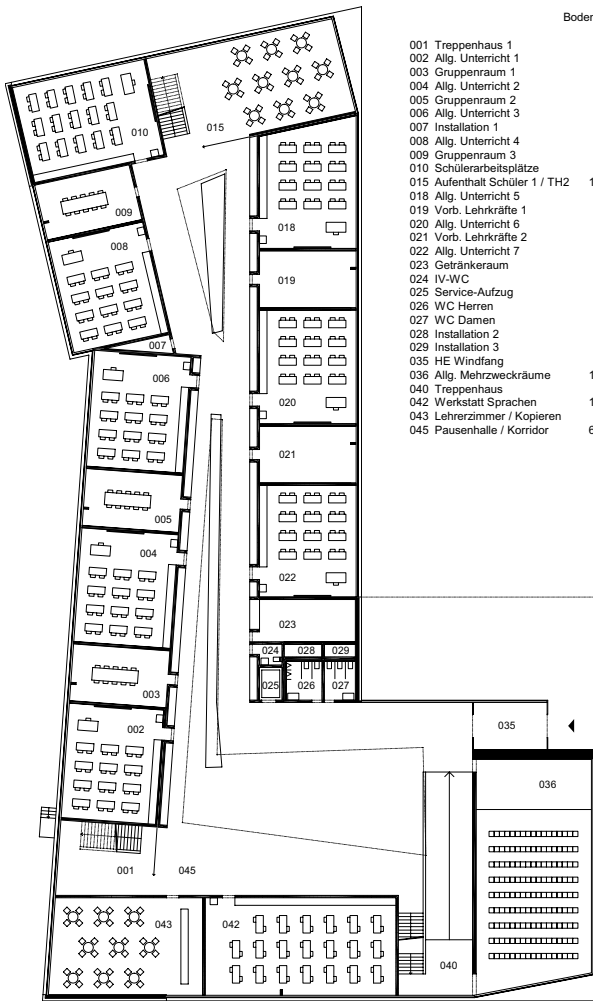 Boden
001 Treppenhaus 1
002 Allg. Unterricht 1
003 Gruppenraum 1
004 Allg. Unterricht 2
005 Gruppenraum 2
006 Allg. Unterricht 3
007 Installation 1
008 Allg. Unterricht 4
009 Gruppenraum 3
010 Schülerarbeitsplätze
015 Aufenthalt Schüler 1 / TH2 1
018 Allg. Unterricht 5
019 Vorb. Lehrkräfte 1
020 Allg. Unterricht 6
021 Vorb. Lehrkräfte 2
022 Allg. Unterricht 7
023 Getränkeraum
024 IV-WC
025 Service-Aufzug
026 WC Herren
027 WC Damen
028 Installation 2
029 Installation 3
035 HE Windfang
036 Allg. Mehrzweckräume 1
040 Treppenhaus
042 Werkstatt Sprachen 1
043 Lehrerzimmer / Kopieren
045 Pausenhalle / Korridor 6
010
015
009
018
008
019
007
006
020
005
021
004
022
023
024
028
029
003
025
026
027
002
035
036
001
045
043
042
040